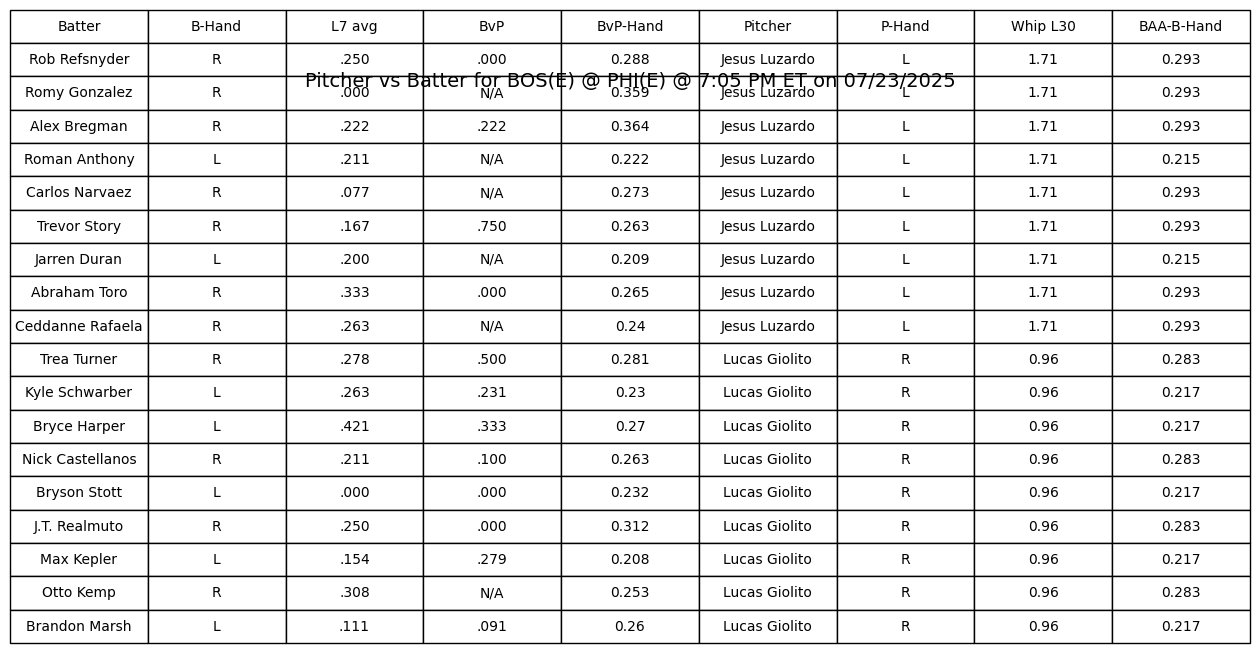 Batter B-Hand L7 avg BvP BvP-Hand Pitcher P-Hand Whip L30 BAA-B-Hand
Rob Refsnyder R .250 .000 0.288 Jesus Luzardo L 1.71 0.293
Pitcher vs Batter for BOS(E) @ PHI(E) @ 7:05 PM ET on 07/23/2025
Romy Gonzalez R .000 N/A 0.359 Jesus Luzardo L 1.71 0.293
Alex Bregman R .222 .222 0.364 Jesus Luzardo L 1.71 0.293
Roman Anthony L .211 N/A 0.222 Jesus Luzardo L 1.71 0.215
Carlos Narvaez R .077 N/A 0.273 Jesus Luzardo L 1.71 0.293
Trevor Story R .167 .750 0.263 Jesus Luzardo L 1.71 0.293
Jarren Duran L .200 N/A 0.209 Jesus Luzardo L 1.71 0.215
Abraham Toro R .333 .000 0.265 Jesus Luzardo L 1.71 0.293
Ceddanne Rafaela R .263 N/A 0.24 Jesus Luzardo L 1.71 0.293
Trea Turner R .278 .500 0.281 Lucas Giolito R 0.96 0.283
Kyle Schwarber L .263 .231 0.23 Lucas Giolito R 0.96 0.217
Bryce Harper L .421 .333 0.27 Lucas Giolito R 0.96 0.217
Nick Castellanos R .211 .100 0.263 Lucas Giolito R 0.96 0.283
Bryson Stott L .000 .000 0.232 Lucas Giolito R 0.96 0.217
J.T. Realmuto R .250 .000 0.312 Lucas Giolito R 0.96 0.283
Max Kepler L .154 .279 0.208 Lucas Giolito R 0.96 0.217
Otto Kemp R .308 N/A 0.253 Lucas Giolito R 0.96 0.283
Brandon Marsh L .111 .091 0.26 Lucas Giolito R 0.96 0.217